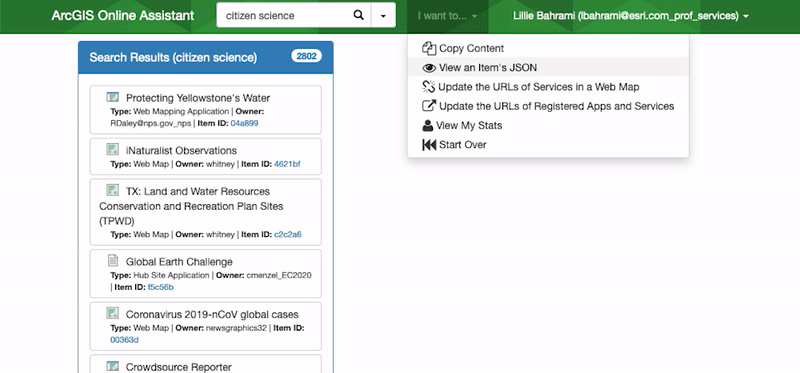 ArcGIS Online Assistant
citizen science
I want to...
Lillie Bahrami (lbahrami@esri.com_prof_services)
Copy Content
View an Item's JSON
Update the URLs of Services in a Web Map
Update the URLs of Registered Apps and Services
View My Stats
Start Over
Search Results (citizen science)
2802
Protecting Yellowstone's Water
Type: Web Mapping Application | Owner:
RDaley@nps.gov_nps | Item ID: 04a899
iNaturalist Observations
Type: Web Map | Owner: whitney | Item ID: 4621bf
TX: Land and Water Resources
Conservation and Recreation Plan Sites
(TPWD)
Type: Web Map | Owner: whitney | Item ID: c2c2a6
Global Earth Challenge
Type: Hub Site Application | Owner: cmenzel_EC2020
| Item ID: f5c56b
Coronavirus 2019-nCoV global cases
Type: Web Map | Owner: newsgraphics32 | Item ID:
00363d
Crowdsource Reporter